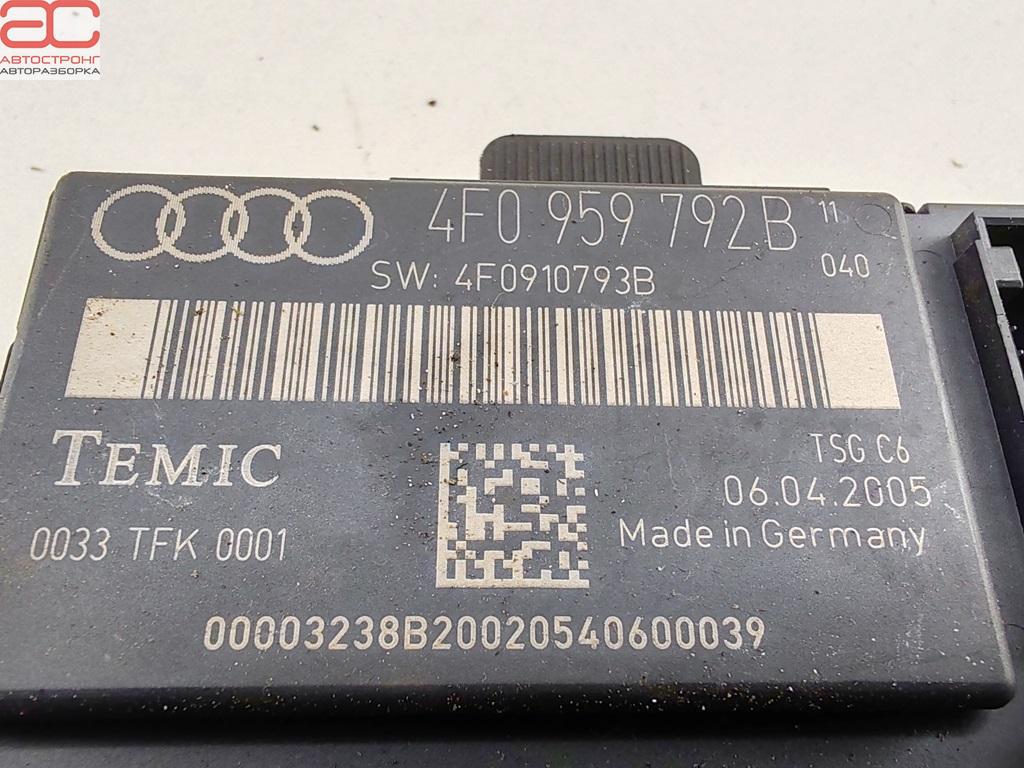 АС
АВТОСТРОНГ
АВТОРАЗБОРКА
4F0 959 792B 11
SW: 4F0910793B 040
TEMIC
TSG C6
06.04.2005
0033 TFK 0001
Made in Germany
00003238B20020540600039